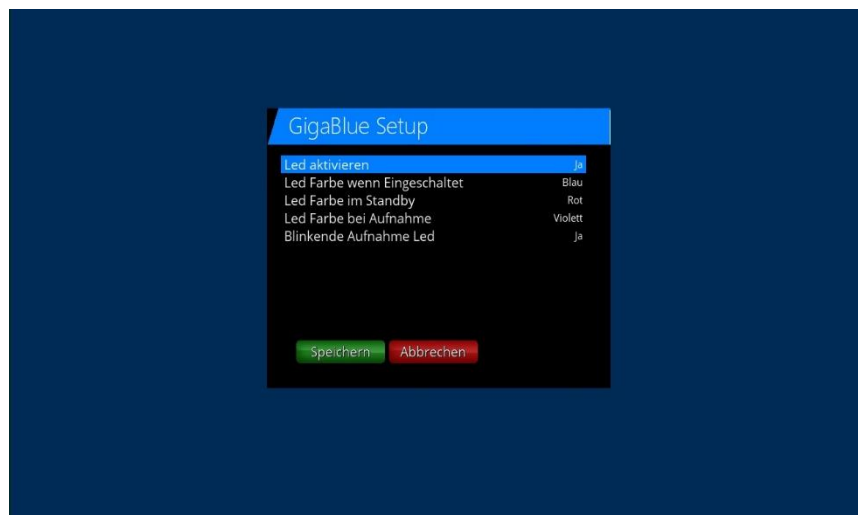 GigaBlue Setup
Led aktivieren Ja
Led Farbe wenn Eingeschaltet Blau
Led Farbe im Standby Rot
Led Farbe bei Aufnahme Violett
Blinkende Aufnahme Led Ja
Speichern Abbrechen